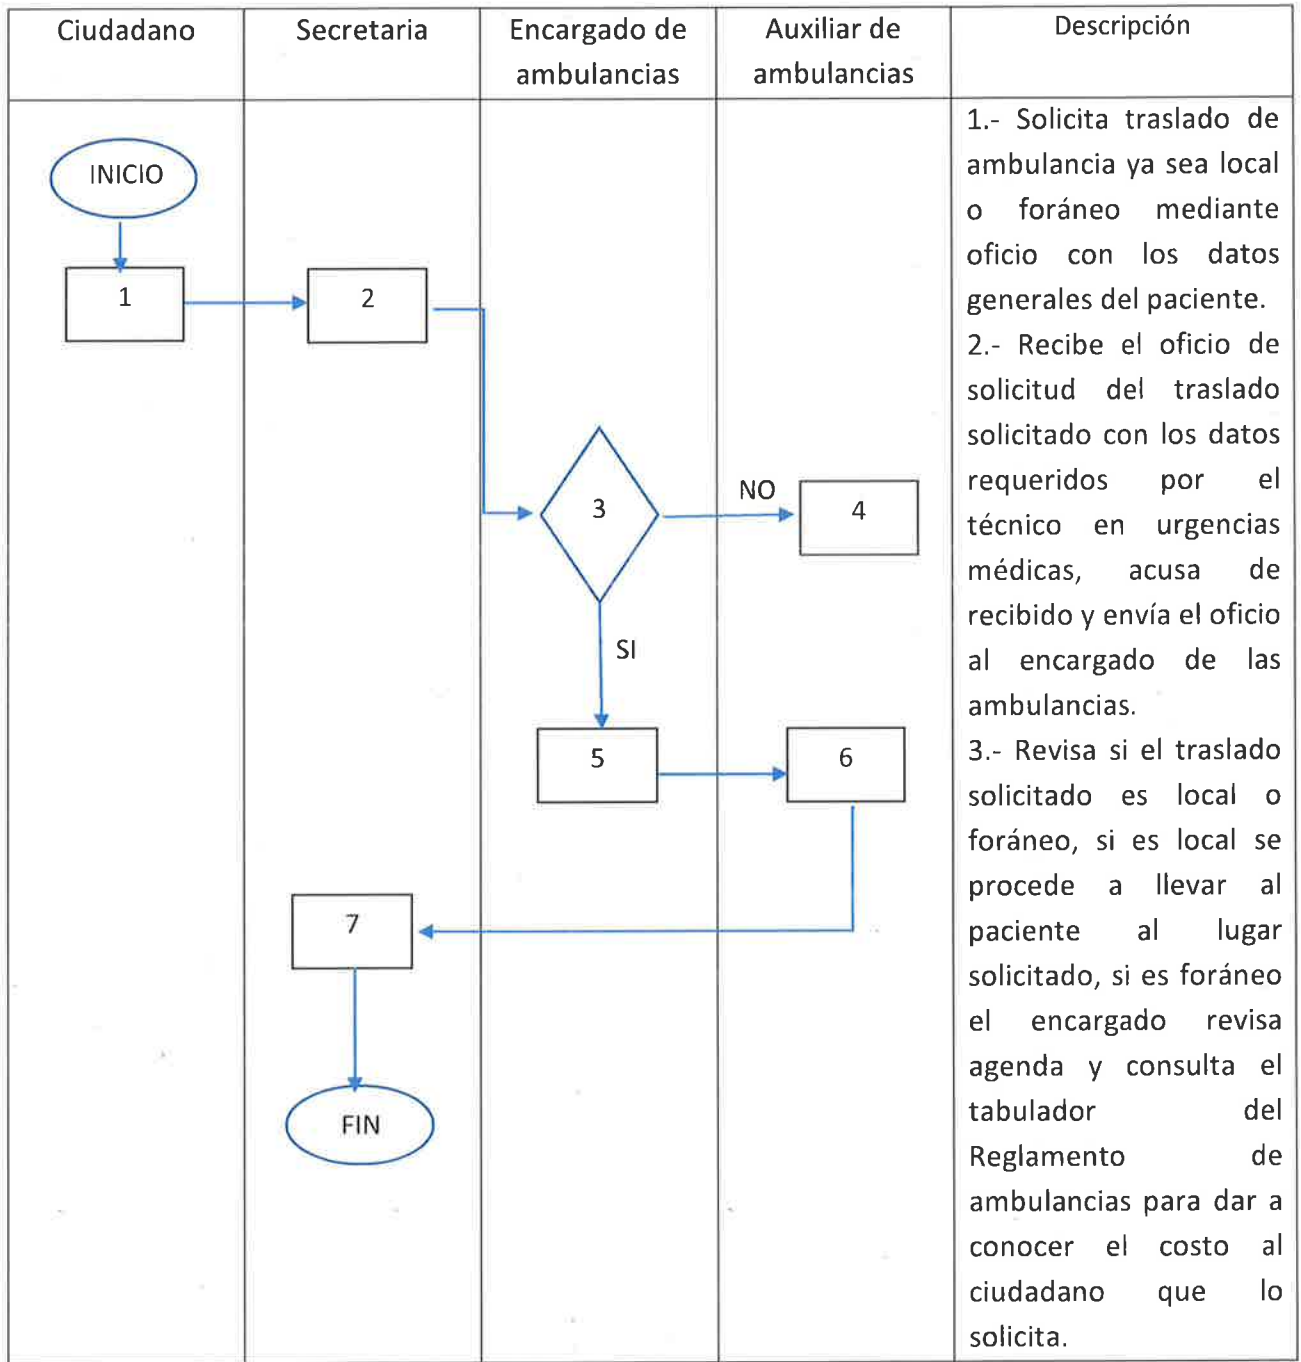 Ciudadano
Secretaria
Encargado de
ambulancias
Auxiliar de
ambulancias
Descripción
INICIO
1
2
3
NO
4
SI
5
6
7
FIN
1.- Solicita traslado de
ambulancia ya sea local
o foráneo mediante
oficio con los datos
generales del paciente.
2.- Recibe el oficio de
solicitud del traslado
solicitado con los datos
requeridos por el
técnico en urgencias
médicas, acusa de
recibido y envía el oficio
al encargado de las
ambulancias.
3.- Revisa si el traslado
solicitado es local o
foráneo, si es local se
procede a llevar al
paciente al lugar
solicitado, si es foráneo
el encargado revisa
agenda y consulta el
tabulador del
Reglamento de
ambulancias para dar a
conocer el costo al
ciudadano que lo
solicita.